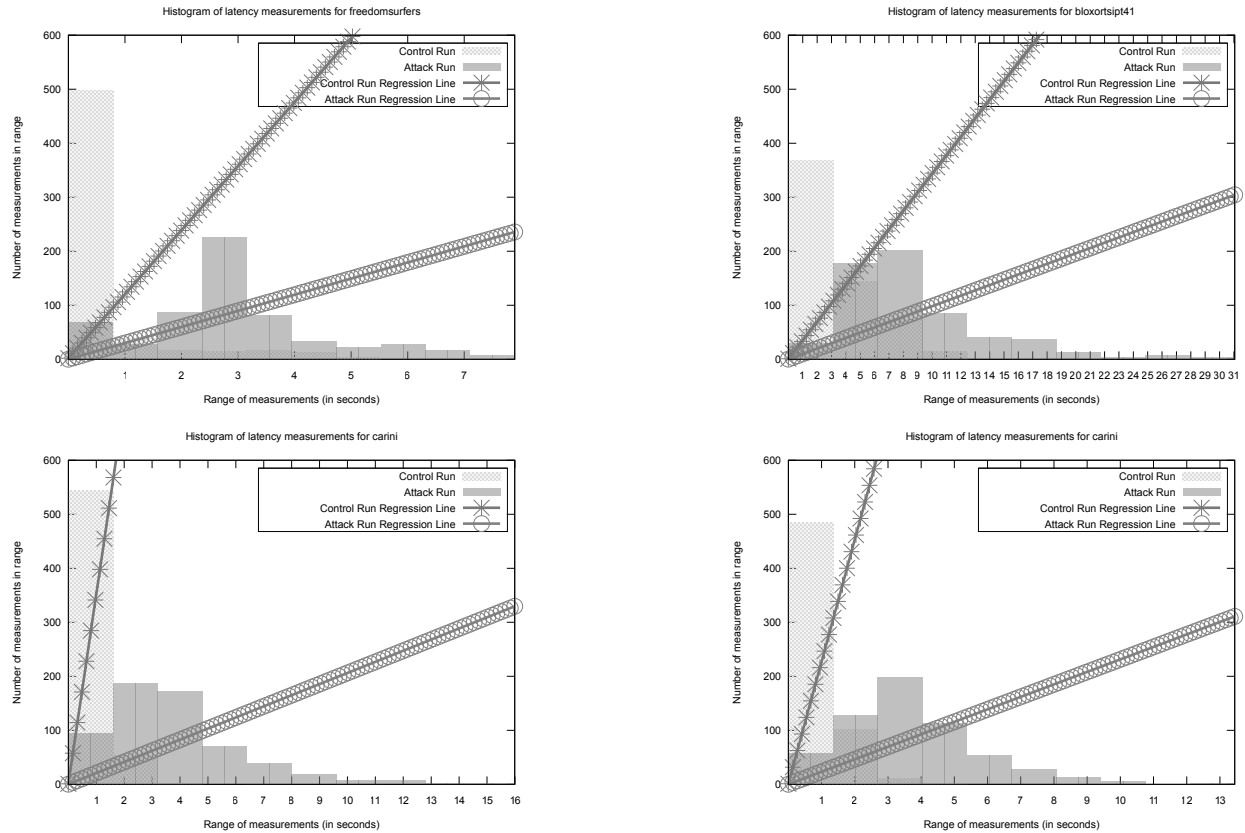 Histogram of latency measurements for freedomsurfers
600
500
400
300
200
100
0
Number of measurements in range
Control Run
Attack Run
Control Run Regression Line
Attack Run Regression Line
1 2 3 4 5 6 7
Range of measurements (in seconds)
Histogram of latency measurements for bloxortsipt41
600
500
400
300
200
100
0
Number of measurements in range
Control Run
Attack Run
Control Run Regression Line
Attack Run Regression Line
1 2 3 4 5 6 7 8 9 10 11 12 13 14 15 16 17 18 19 20 21 22 23 24 25 26 27 28 29 30 31
Range of measurements (in seconds)
Histogram of latency measurements for carini
600
500
400
300
200
100
0
Number of measurements in range
Control Run
Attack Run
Control Run Regression Line
Attack Run Regression Line
1 2 3 4 5 6 7 8 9 10 11 12 13 14 15 16
Range of measurements (in seconds)
Histogram of latency measurements for carini
600
500
400
300
200
100
0
Number of measurements in range
Control Run
Attack Run
Control Run Regression Line
Attack Run Regression Line
1 2 3 4 5 6 7 8 9 10 11 12 13
Range of measurements (in seconds)